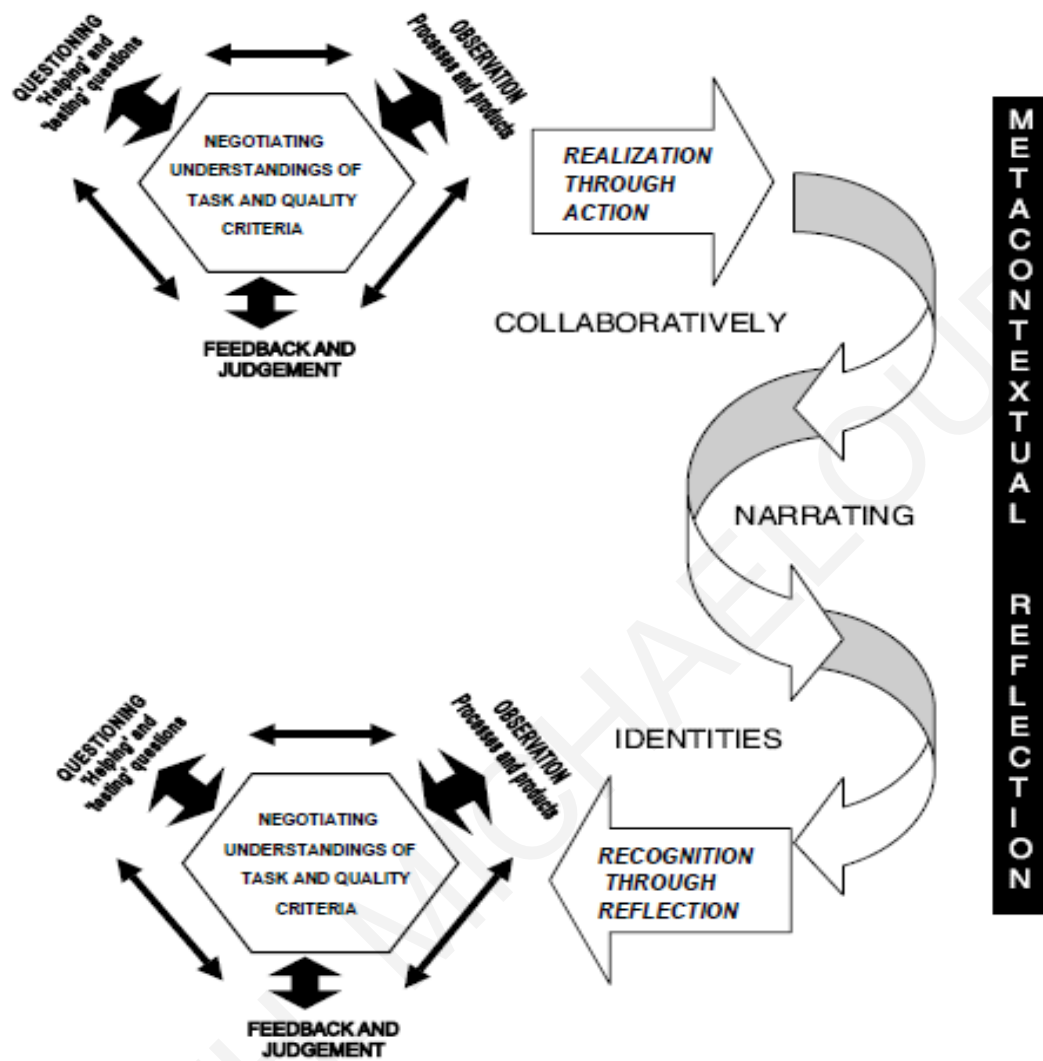 QUESTIONING
'Helping' and
'testing' questions
OBSERVATION
Processes and products
NEGOTIATING
UNDERSTANDINGS OF
TASK AND QUALITY
CRITERIA
FEEDBACK AND
JUDGEMENT
REALIZATION
THROUGH
ACTION
COLLABORATIVELY
NARRATING
IDENTITIES
METACONTEXTUAL REFLECTION
QUESTIONING
'Helping' and
'testing' questions
OBSERVATION
Processes and products
NEGOTIATING
UNDERSTANDINGS OF
TASK AND QUALITY
CRITERIA
FEEDBACK AND
JUDGEMENT
RECOGNITION
THROUGH
REFLECTION